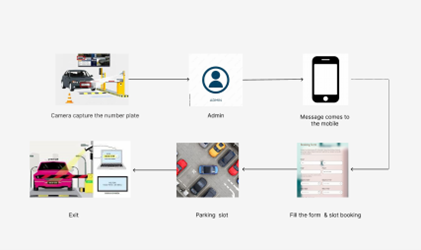 Camera capture the number plate
admin
Admin
Message comes to
the mobile
Exit
Parking slot
Fill the form & slot booking